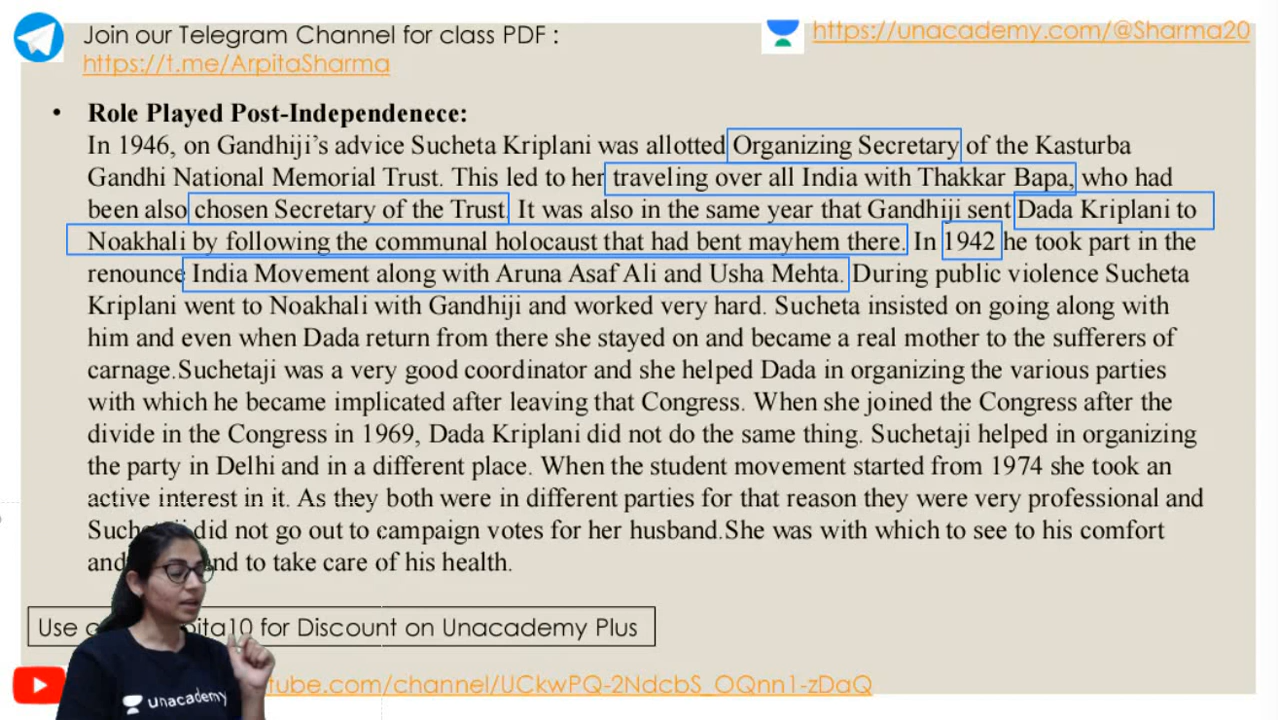 Join our Telegram Channel for class PDF :
https://t.me/ArpitaSharma
https://unacademy.com/@Sharma20
• Role Played Post-Independenece:
In 1946, on Gandhiji’s advice Sucheta Kriplani was allotted Organizing Secretary of the Kasturba
Gandhi National Memorial Trust. This led to her traveling over all India with Thakkar Bapa, who had
been also chosen Secretary of the Trust. It was also in the same year that Gandhiji sent Dada Kriplani to
Noakhali by following the communal holocaust that had bent mayhem there. In 1942 he took part in the
renounce India Movement along with Aruna Asaf Ali and Usha Mehta. During public violence Sucheta
Kriplani went to Noakhali with Gandhiji and worked very hard. Sucheta insisted on going along with
him and even when Dada return from there she stayed on and became a real mother to the sufferers of
carnage.Suchetaji was a very good coordinator and she helped Dada in organizing the various parties
with which he became implicated after leaving that Congress. When she joined the Congress after the
divide in the Congress in 1969, Dada Kriplani did not do the same thing. Suchetaji helped in organizing
the party in Delhi and in a different place. When the student movement started from 1974 she took an
active interest in it. As they both were in different parties for that reason they were very professional and
did not go out to campaign votes for her husband.She was with which to see to his comfort
and to take care of his health.
Use for Discount on Unacademy Plus
unacademy
tube.com/channel/UCkwPQ-2NdcbS_OQnn1-zDaQ